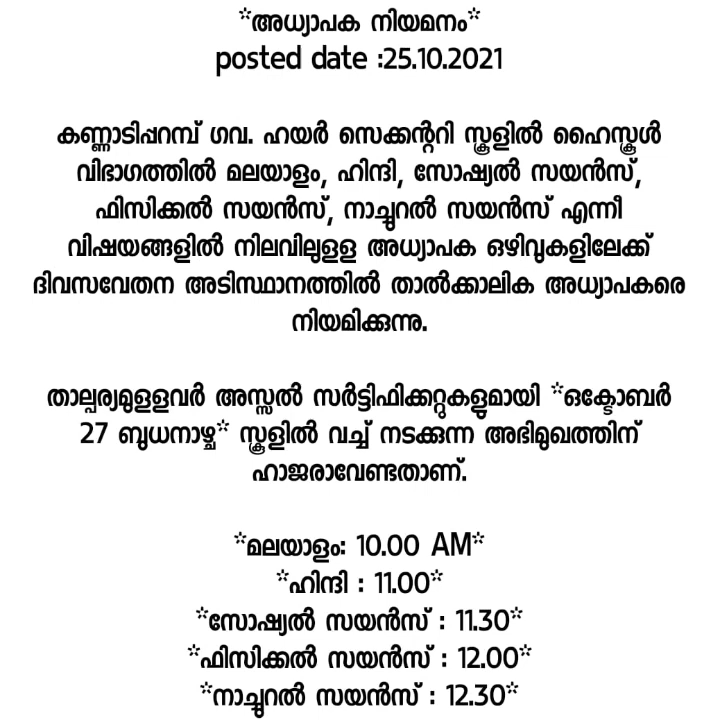 *അധ്യാപക നിയമനം*
posted date :25.10.2021
കണ്ണാടിപ്പറമ്പ് ഗവ. ഹയർ സെക്കന്ററി സ്കൂളിൽ ഹൈസ്കൂൾ
വിഭാഗത്തിൽ മലയാളം, ഹിന്ദി, സോഷ്യൽ സയൻസ്,
ഫിസിക്കൽ സയൻസ്, നാച്ചുറൽ സയൻസ് എന്നീ
വിഷയങ്ങളിൽ നിലവിലുളള അധ്യാപക ഒഴിവുകളിലേക്ക്
ദിവസവേതന അടിസ്ഥാനത്തിൽ താൽക്കാലിക അധ്യാപകരെ
നിയമിക്കുന്നു.
താല്പര്യമുളളവർ അസ്സൽ സർട്ടിഫിക്കറ്റുകളുമായി *ഒക്ടോബർ
27 ബുധനാഴ്ച* സ്കൂളിൽ വച്ച് നടക്കുന്ന അഭിമുഖത്തിന്
ഹാജരാവേണ്ടതാണ്.
*മലയാളം: 10.00 AM*
*ഹിന്ദി : 11.00*
*സോഷ്യൽ സയൻസ് : 11.30*
*ഫിസിക്കൽ സയൻസ് : 12.00*
*നാച്ചുറൽ സയൻസ് : 12.30*